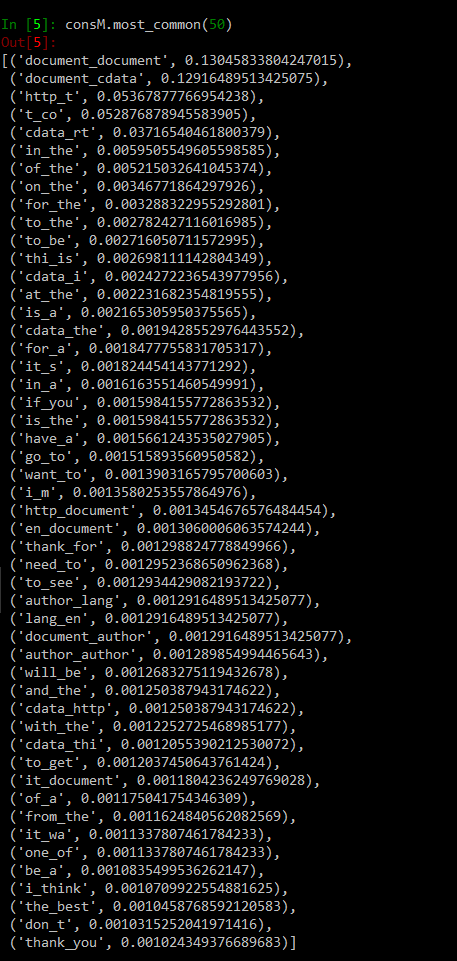 In [5]: consM.most_common(50)
Out[5]:
[('document_document', 0.13045833804247015),
('document_cdata', 0.12916489513425075),
('http_t', 0.05367877766954238),
('t_co', 0.052876878945583905),
('cdata_rt', 0.03716540461800379),
('in_the', 0.0059505549605598585),
('of_the', 0.005215032641045374),
('on_the', 0.00346771864297926),
('for_the', 0.003288322955292801),
('to_the', 0.002782427116016985),
('to_be', 0.002716050711572995),
('thi_is', 0.002698111142804349),
('cdata_i', 0.0024272236543977956),
('at_the', 0.002231682354819555),
('is_a', 0.002165305950375565),
('cdata_the', 0.0019428552976443552),
('for_a', 0.0018477755831705317),
('it_s', 0.001824454143771292),
('in_a', 0.0016163551460549991),
('if_you', 0.0015984155772863532),
('is_the', 0.0015984155772863532),
('have_a', 0.0015661243535027905),
('go_to', 0.001515893560950582),
('want_to', 0.0013903165795700603),
('i_m', 0.0013580253557864976),
('http_document', 0.0013454676576484454),
('en_document', 0.0013060006063574244),
('thank_for', 0.001298824778849966),
('need_to', 0.0012952368650962368),
('to_see', 0.0012934429082193722),
('author_lang', 0.0012916489513425077),
('lang_en', 0.0012916489513425077),
('document_author', 0.0012916489513425077),
('author_author', 0.001289854994465643),
('will_be', 0.0012683275119432678),
('and_the', 0.001250387943174622),
('cdata_http', 0.001250387943174622),
('with_the', 0.0012252725468985177),
('cdata_thi', 0.0012055390212530072),
('to_get', 0.0012037450643761424),
('it_document', 0.0011804236249769028),
('of_a', 0.001175041754346309),
('from_the', 0.0011624840562082569),
('it_wa', 0.0011337807461784233),
('one_of', 0.0011337807461784233),
('be_a', 0.0010835499536262147),
('i_think', 0.0010709922554881625),
('the_best', 0.0010458768592120583),
('don_t', 0.0010315252041971416),
('thank_you', 0.001024349376689683)]